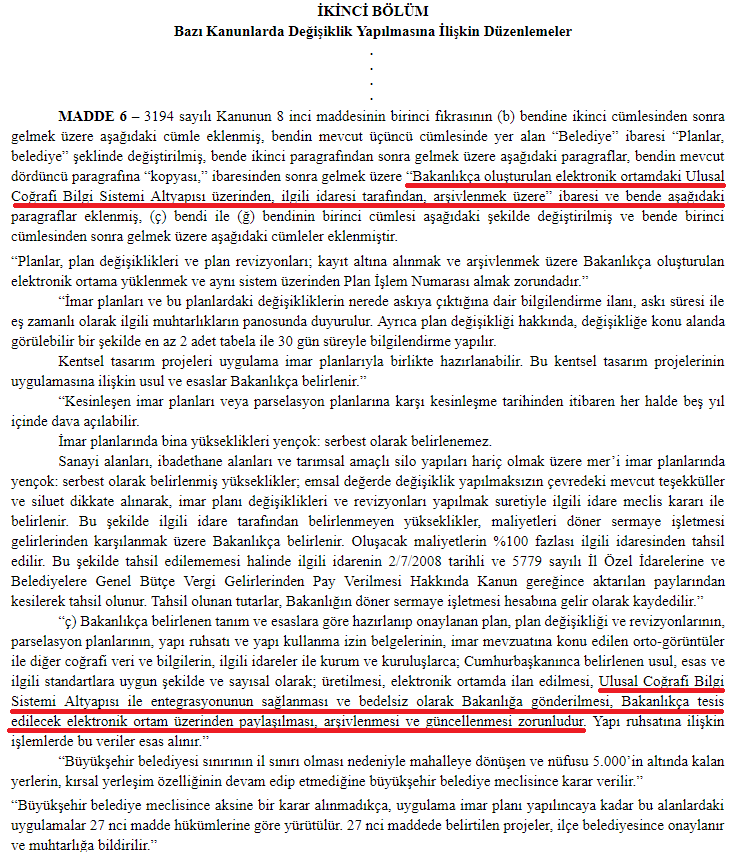 İKİNCİ BÖLÜM
Bazı Kanunlarda Değişiklik Yapılmasına İlişkin Düzenlemeler
.
.
.
.
MADDE 6 – 3194 sayılı Kanunun 8 inci maddesinin birinci fıkrasının (b) bendine ikinci cümlesinden sonra
gelmek üzere aşağıdaki cümle eklenmiş, bendin mevcut üçüncü cümlesinde yer alan “Belediye” ibaresi “Planlar,
belediye” şeklinde değiştirilmiş, bende ikinci paragrafından sonra gelmek üzere aşağıdaki paragraflar, bendin mevcut
dördüncü paragrafına “kopyası,” ibaresinden sonra gelmek üzere “Bakanlıkça oluşturulan elektronik ortamdaki Ulusal
Coğrafi Bilgi Sistemi Altyapısı üzerinden, ilgili idaresi tarafından, arşivlenmek üzere” ibaresi ve bende aşağıdaki
paragraflar eklenmiş, (ç) bendi ile (ğ) bendinin birinci cümlesi aşağıdaki şekilde değiştirilmiş ve bende birinci
cümlesinden sonra gelmek üzere aşağıdaki cümleler eklenmiştir.
“Planlar, plan değişiklikleri ve plan revizyonları; kayıt altına alınmak ve arşivlenmek üzere Bakanlıkça oluşturulan
elektronik ortama yüklenmek ve aynı sistem üzerinden Plan İşlem Numarası almak zorundadır.”
“İmar planları ve bu planlardaki değişikliklerin nerede askıya çıktığına dair bilgilendirme ilanı, askı süresi ile
eş zamanlı olarak ilgili muhtarlıkların panosunda duyurulur. Ayrıca plan değişikliği hakkında, değişikliğe konu alanda
görülebilir bir şekilde en az 2 adet tabela ile 30 gün süreyle bilgilendirme yapılır.
Kentsel tasarım projeleri uygulama imar planlarıyla birlikte hazırlanabilir. Bu kentsel tasarım projelerinin
uygulamasına ilişkin usul ve esaslar Bakanlıkça belirlenir.”
“Kesinleşen imar planları veya parselasyon planlarına karşı kesinleşme tarihinden itibaren her halde beş yıl
içinde dava açılabilir.
İmar planlarında bina yükseklikleri yençok: serbest olarak belirlenemez.
Sanayi alanları, ibadethane alanları ve tarımsal amaçlı silo yapıları hariç olmak üzere mer’i imar planlarında
yençok: serbest olarak belirlenmiş yükseklikler; emsal değerde değişiklik yapılmaksızın çevredeki mevcut teşekküller
ve siluet dikkate alınarak, imar planı değişiklikleri ve revizyonları yapılmak suretiyle ilgili idare meclis kararı ile
belirlenir. Bu şekilde ilgili idare tarafından belirlenmeyen yükseklikler, maliyetleri döner sermaye işletmesi
gelirlerinden karşılanmak üzere Bakanlıkça belirlenir. Oluşacak maliyetlerin %100 fazlası ilgili idaresinden tahsil
edilir. Bu şekilde tahsil edilememesi halinde ilgili idarenin 2/7/2008 tarihli ve 5779 sayılı İl Özel İdarelerine ve
Belediyelere Genel Bütçe Vergi Gelirlerinden Pay Verilmesi Hakkında Kanun gereğince aktarılan paylarından
kesilerek tahsil olunur. Tahsil olunan tutarlar, Bakanlığın döner sermaye işletmesi hesabına gelir olarak kaydedilir.”
“ç) Bakanlıkça belirlenen tanım ve esaslara göre hazırlanıp onaylanan plan, plan değişikliği ve revizyonlarının,
parselasyon planlarının, yapı ruhsatı ve yapı kullanma izin belgelerinin, imar mevzuatına konu edilen orto-görüntüler
ile diğer coğrafi veri ve bilgilerin, ilgili idareler ile kurum ve kuruluşlarca; Cumhurbaşkanınca belirlenen usul, esas ve
ilgili standartlara uygun şekilde ve sayısal olarak; üretilmesi, elektronik ortamda ilan edilmesi, Ulusal Coğrafi Bilgi
Sistemi Altyapısı ile entegrasyonunun sağlanması ve bedelsiz olarak Bakanlığa gönderilmesi, Bakanlıkça tesis
edilecek elektronik ortam üzerinden paylaşılması, arşivlenmesi ve güncellenmesi zorunludur. Yapı ruhsatına ilişkin
işlemlerde bu veriler esas alınır.”
“Büyükşehir belediyesi sınırının il sınırı olması nedeniyle mahalleye dönüşen ve nüfusu 5.000’in altında kalan
yerlerin, kırsal yerleşim özelliğinin devam edip etmediğine büyükşehir belediye meclisince karar verilir.”
“Büyükşehir belediye meclisince aksine bir karar alınmadıkça, uygulama imar planı yapılıncaya kadar bu alanlardaki
uygulamalar 27 nci madde hükümlerine göre yürütülür. 27 nci maddede belirtilen projeler, ilçe belediyesince onaylanır
ve muhtarlığa bildirilir.”